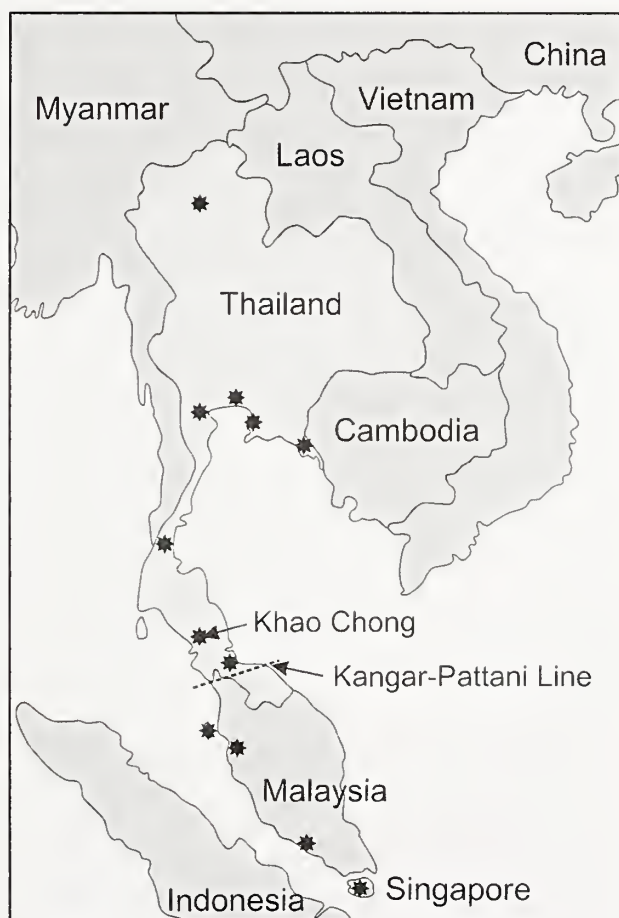 China
Myanmar
Vietnam
Laos
Thailand
Cambodia
Khao Chong
Kangar-Pattani Line
Malaysia
Indonesia
Singapore